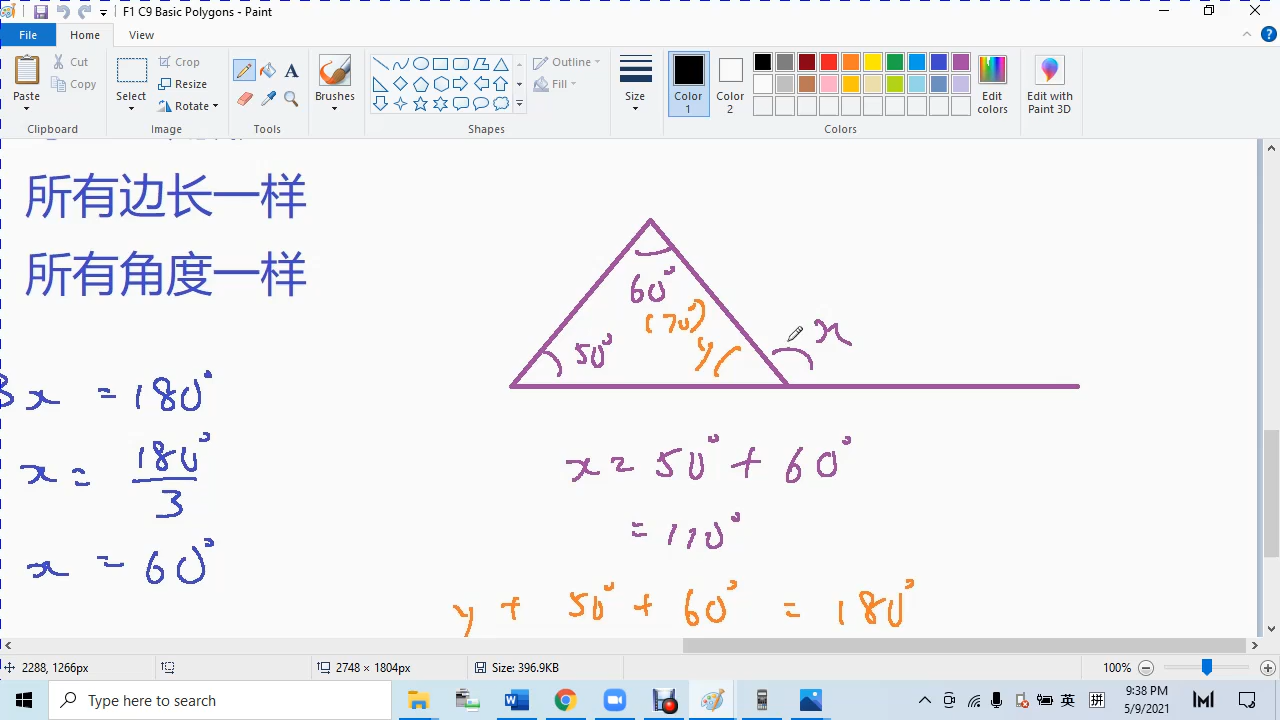 F1 C9 Basic Polygons - Paint
File Home View
Paste Cut Copy Clipboard
Select Crop Resize Rotate Image
Tools
Brushes
Shapes Outline Fill
Size
Color 1 Color 2 Edit colors Colors
Edit with Paint 3D
所有边长一样
所有角度一样
60°
(70°)
50°
y
x
3x = 180°
x = 180°/3
x = 60°
x = 50° + 60°
= 110°
y + 50° + 60° = 180°
2288, 1266px 2748 × 1804px Size: 396.9KB 100%
Type here to search
英 拼 9:38 PM
5/9/2021